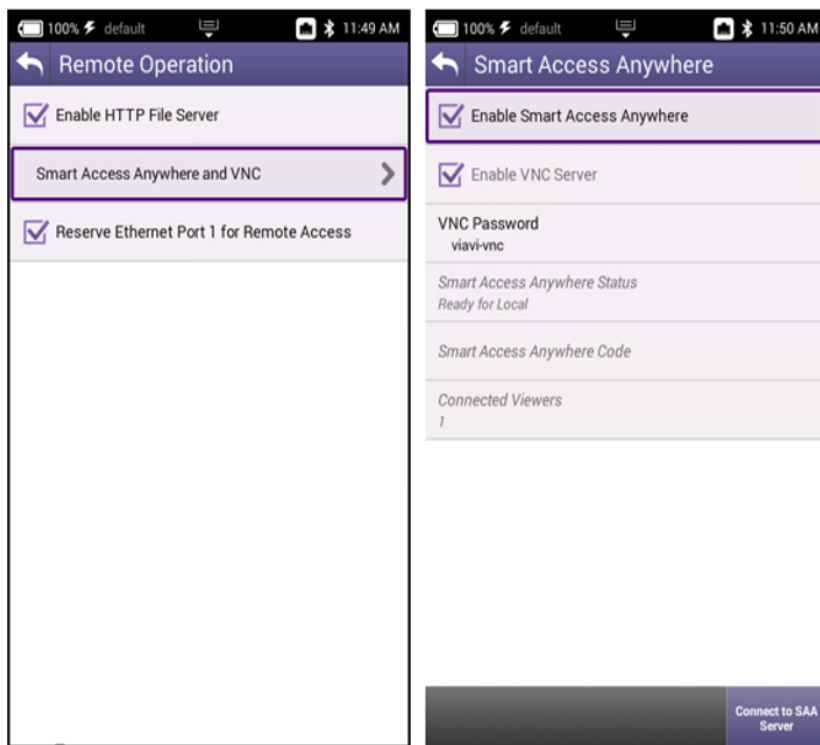 100% default 11:49 AM
Remote Operation
Enable HTTP File Server
Smart Access Anywhere and VNC
Reserve Ethernet Port 1 for Remote Access
100% default 11:50 AM
Smart Access Anywhere
Enable Smart Access Anywhere
Enable VNC Server
VNC Password
viavi-vnc
Smart Access Anywhere Status
Ready for Local
Smart Access Anywhere Code
Connected Viewers
1
Connect to SAA
Server